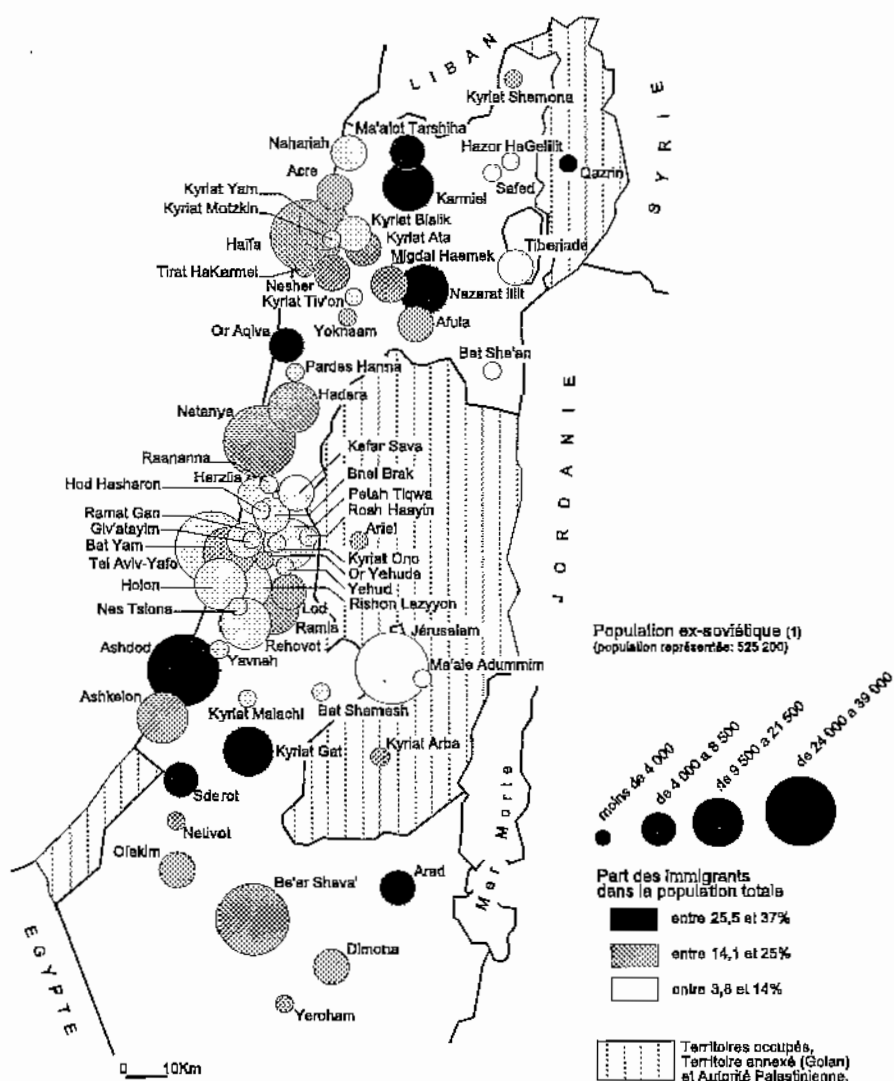 LIBAN
SYRIE
Kyriat Shemona
Ma'alot Tarshiha
Nahariah
Hazor HaGelilit
Acre
Qazrin
Safed
Kyriat Yam
Karmiel
Kyriat Motzkin
Kyriat Bialik
Kyriat Ata
Tiberiade
Haifa
Migdal Haemek
Tirat HaKarmel
Nesher
Nazarat Illit
Kyriat Tiv'on
Yoknaam
Afula
Or Aqiva
Bet She'an
Pardes Hanna
Hadera
Netanya
JORDANIE
Raananna
Kefar Sava
Herzlia
Hod Hasharon
Bnei Brak
Petah Tiqwa
Ramat Gan
Rosh Haayin
Giv'atayim
Ariel
Bat Yam
Kyriat Ono
Tel Aviv-Yafo
Or Yehuda
Yehud
Holon
Rishon Lezyyon
Nes Tsiona
Lod
Ramla
Jérusalem
Ashdod
Rehovot
Yavneh
Ma'ale Adummim
Ashkelon
Kyriat Malachi
Bet Shemesh
Kyriat Gat
Kyriat Arba
Sderot
Netivot
Mer Morte
Ofakim
Be'er Sheva'
Arad
Dimona
EGYPTE
Yeroham
0 10Km
Population ex-soviétique (1)
(population représentée: 525 200)
moins de 4 000
de 4 000 a 8 500
de 9 500 a 21 500
de 24 000 a 39 000
Part des immigrants
dans la population totale
entre 25,5 et 37%
entre 14,1 et 25%
entre 3,8 et 14%
Territoires occupés,
Territoire annexé (Golan)
et Autorité Palestinienne.